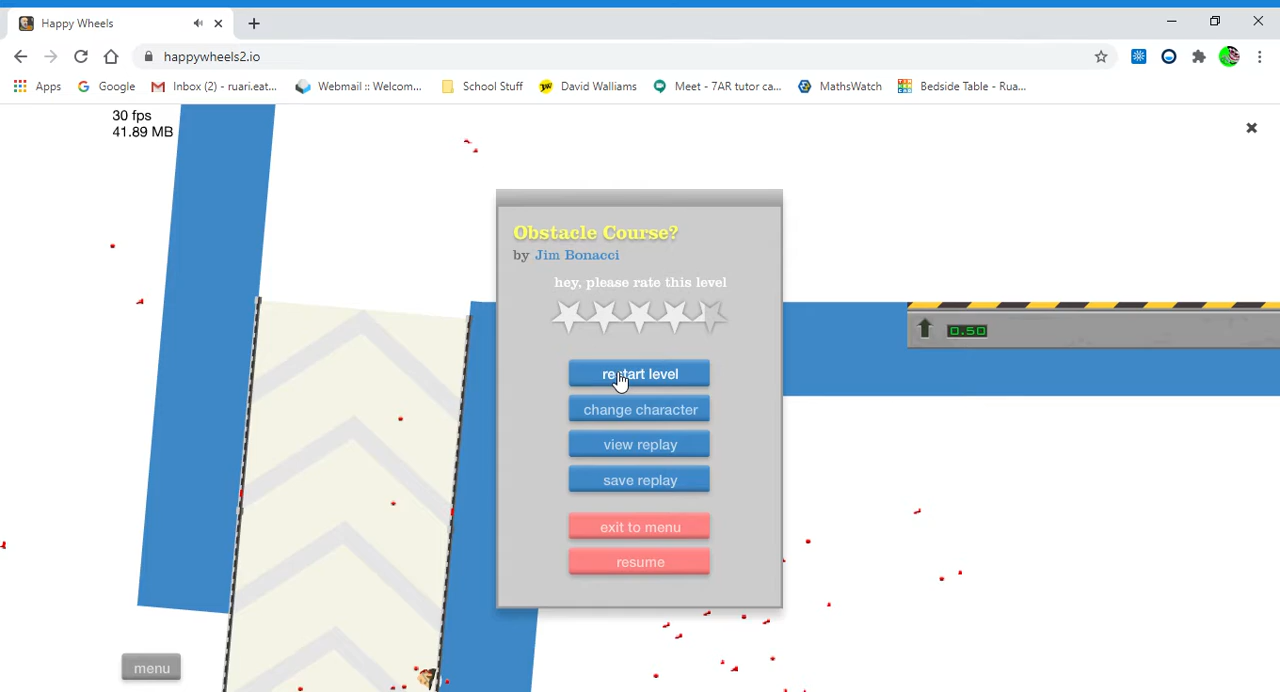 Happy Wheels
happywheels2.io
Apps Google Inbox (2) - ruari.eat... Webmail :: Welcom... School Stuff David Walliams Meet - 7AR tutor ca... MathsWatch Bedside Table - Rua...
30 fps
41.89 MB
Obstacle Course?
by Jim Bonacci
hey, please rate this level
restart level
0.50
change character
view replay
save replay
exit to menu
resume
menu